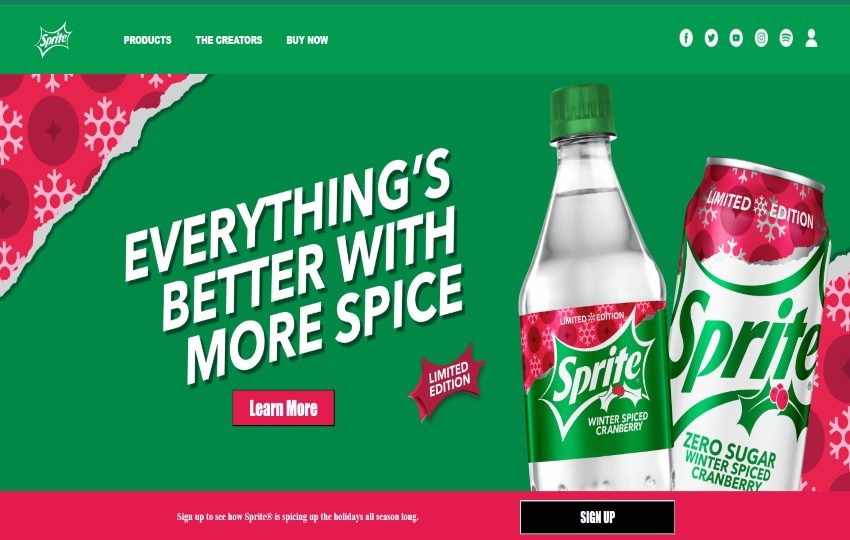 Sprite
PRODUCTS THE CREATORS BUY NOW
EVERYTHING'S
BETTER WITH
MORE SPICE
Learn More
LIMITED
EDITION
LIMITED EDITION
Sprite
WINTER SPICED
CRANBERRY
LIMITED EDITION
Sprite®
ZERO SUGAR
WINTER SPICED
CRANBERRY
Sign up to see how Sprite® is spicing up the holidays all season long.
SIGN UP